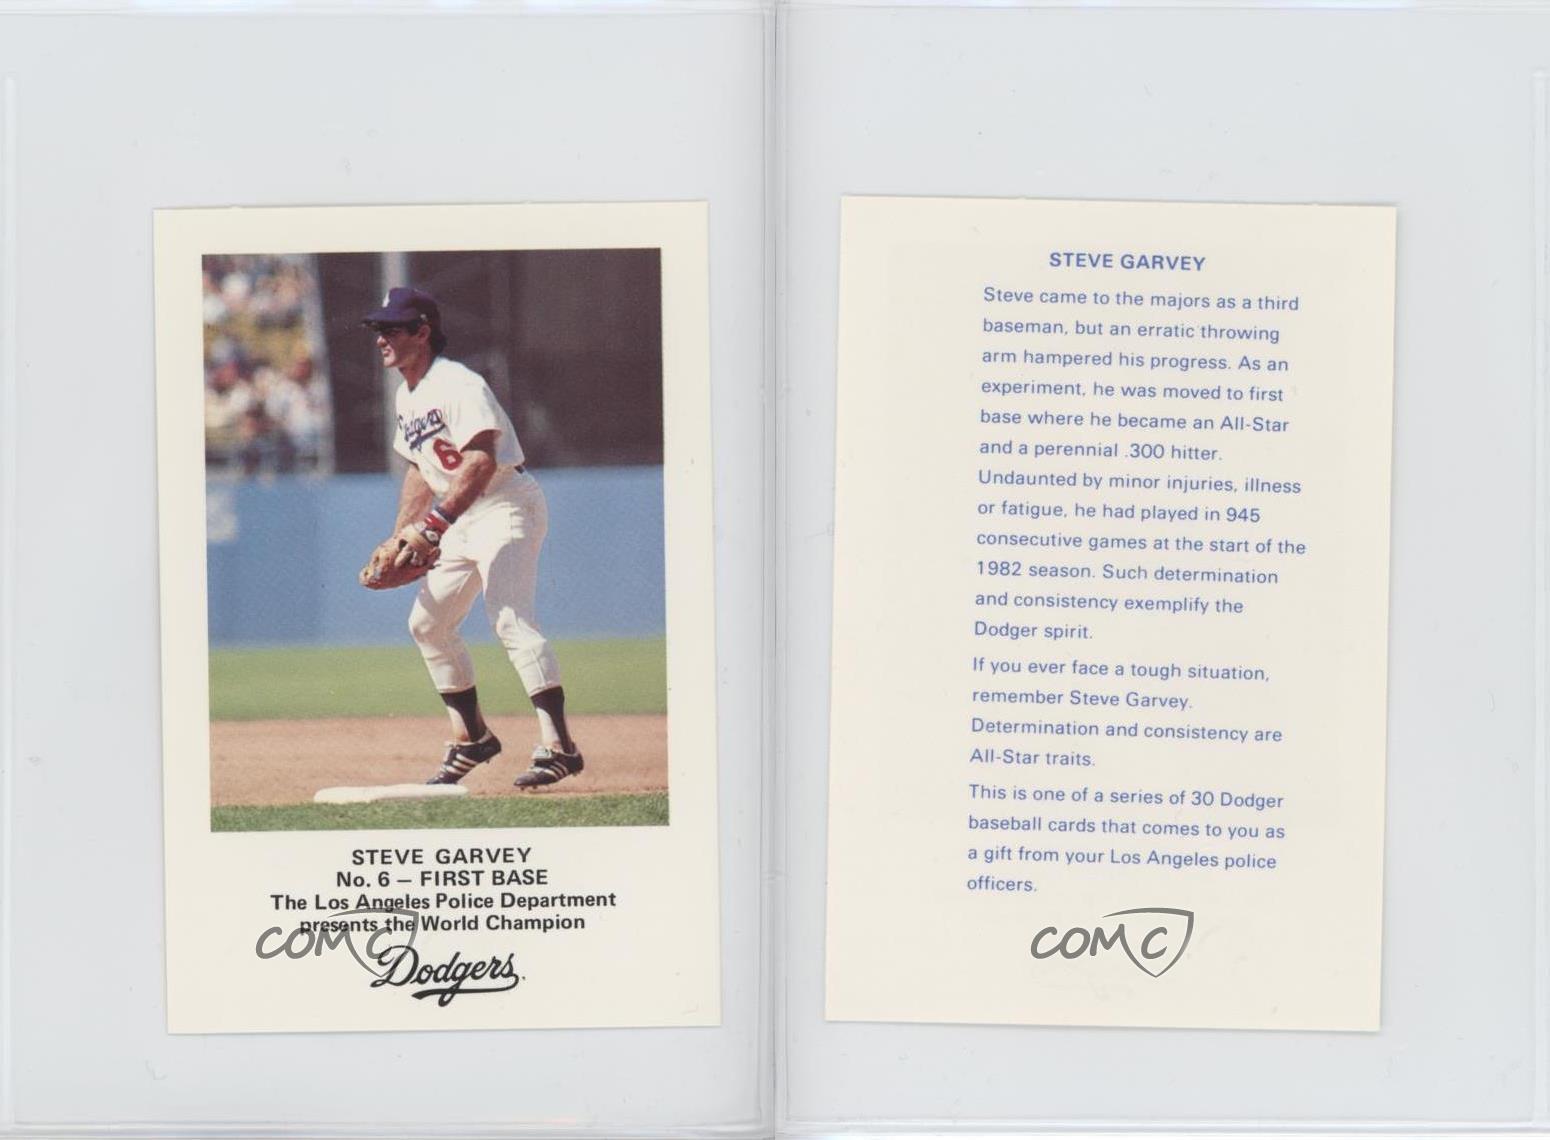 Dodgers
6
STEVE GARVEY
No. 6 – FIRST BASE
The Los Angeles Police Department
presents the World Champion
COMC
Dodgers
STEVE GARVEY
Steve came to the majors as a third
baseman, but an erratic throwing
arm hampered his progress. As an
experiment, he was moved to first
base where he became an All-Star
and a perennial .300 hitter.
Undaunted by minor injuries, illness
or fatigue, he had played in 945
consecutive games at the start of the
1982 season. Such determination
and consistency exemplify the
Dodger spirit.
If you ever face a tough situation,
remember Steve Garvey.
Determination and consistency are
All-Star traits.
This is one of a series of 30 Dodger
baseball cards that comes to you as
a gift from your Los Angeles police
officers.
COMC